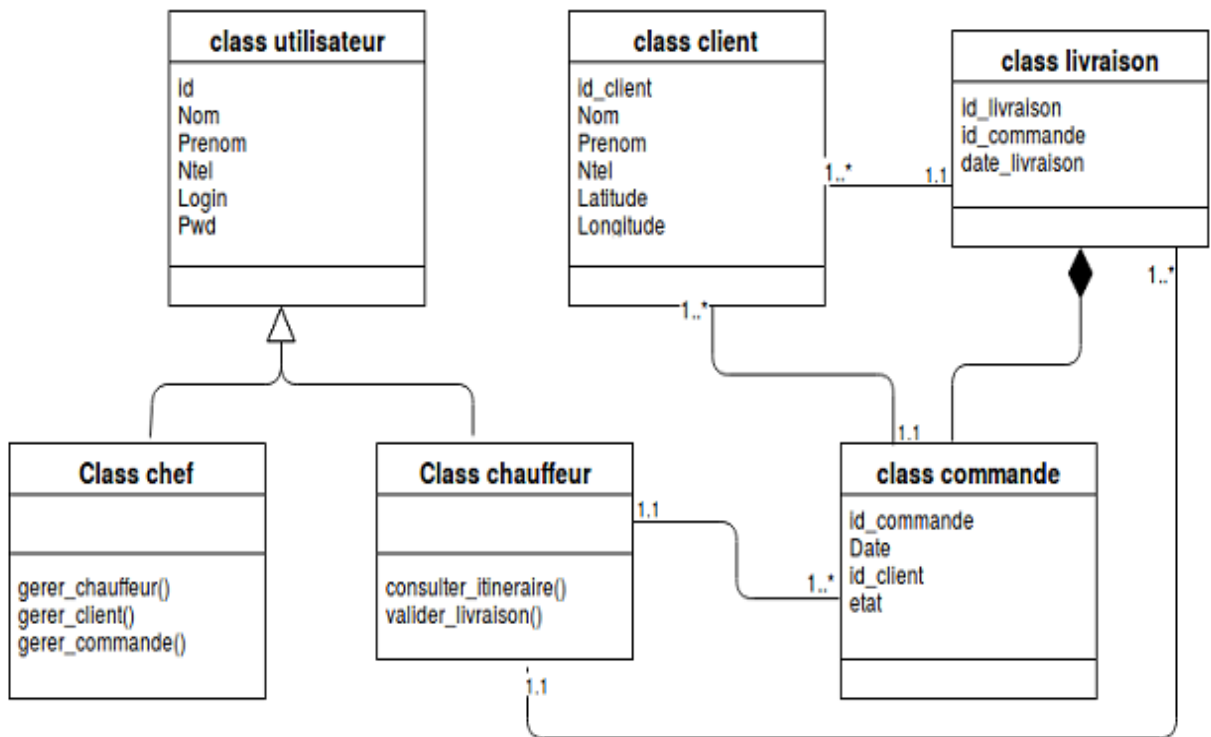 class utilisateur
Id
Nom
Prenom
Ntel
Login
Pwd
class client
id_client
Nom
Prenom
Ntel
Latitude
Longitude
class livraison
id_livraison
id_commande
date_livraison
1..*
1.1
1..*
1..*
1.1
Class chef
gerer_chauffeur()
gerer_client()
gerer_commande()
Class chauffeur
consulter_itineraire()
valider_livraison()
1.1
1..*
1.1
class commande
id_commande
Date
id_client
etat